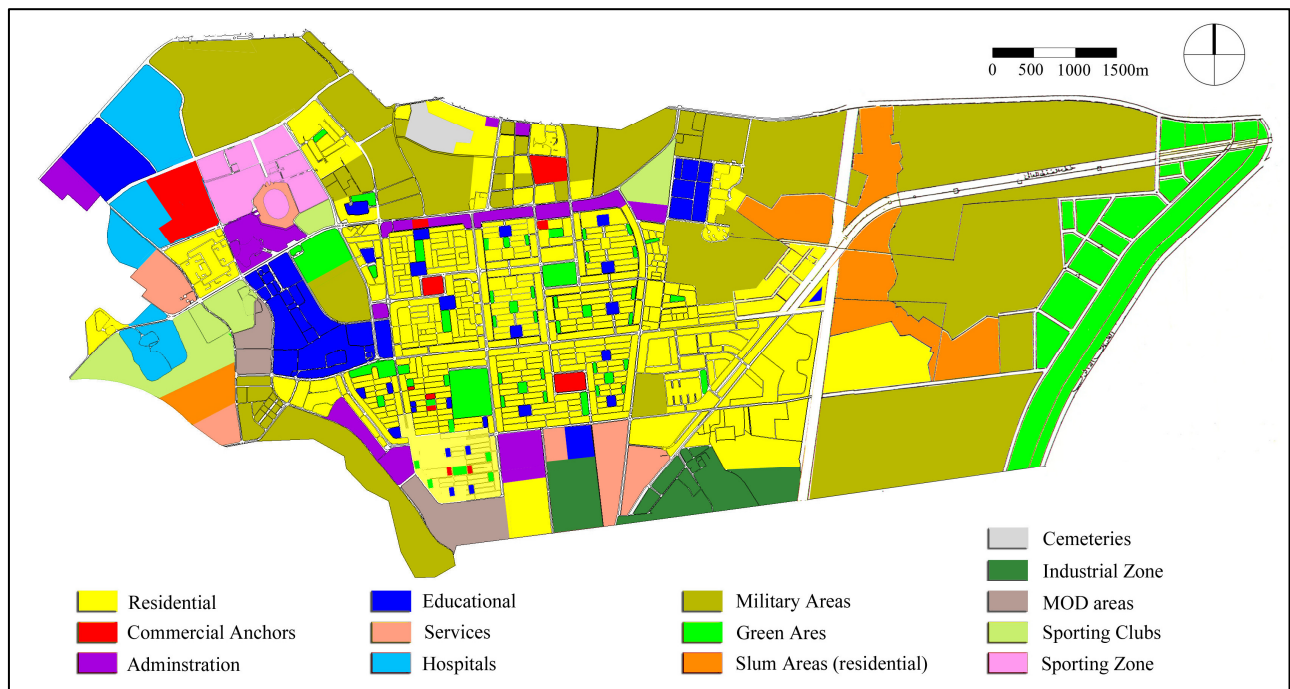 0 500 1000 1500m
Cemeteries
Industrial Zone
Residential Educational Military Areas MOD areas
Commercial Anchors Services Green Ares Sporting Clubs
Adminstration Hospitals Slum Areas (residential) Sporting Zone